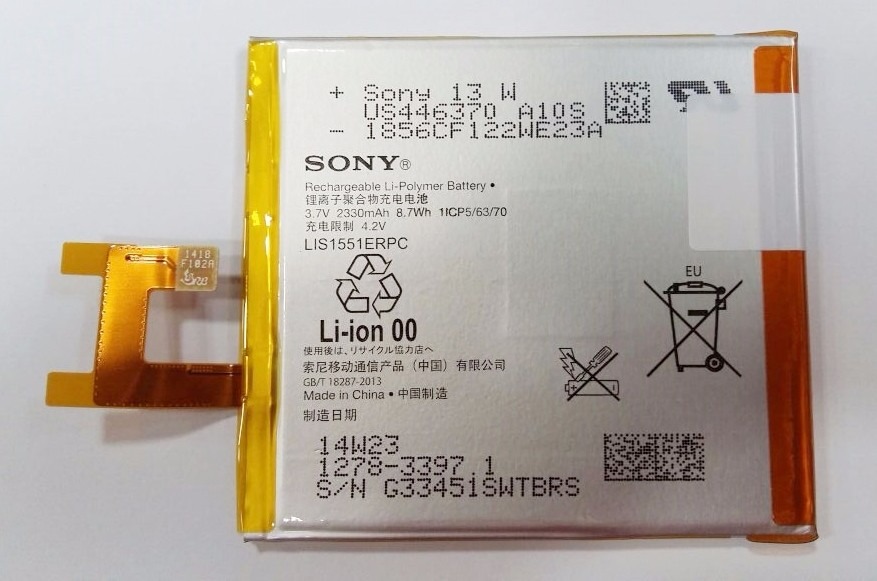 + Sony 13 W
US446370 A10S
- 1856CF122WE23A
SONY®
Rechargeable Li-Polymer Battery •
锂离子聚合物充电电池
3.7V 2330mAh 8.7Wh 1ICP5/63/70
充电限制 4.2V
LIS1551ERPC
1418
F102A
EU
Li-ion 00
使用後は、リサイクル協力店へ
索尼移动通信产品（中国）有限公司
GB/T 18287-2013
Made in China • 中国制造
制造日期
14W23
1278-3397.1
S/N G33451SWTBRS